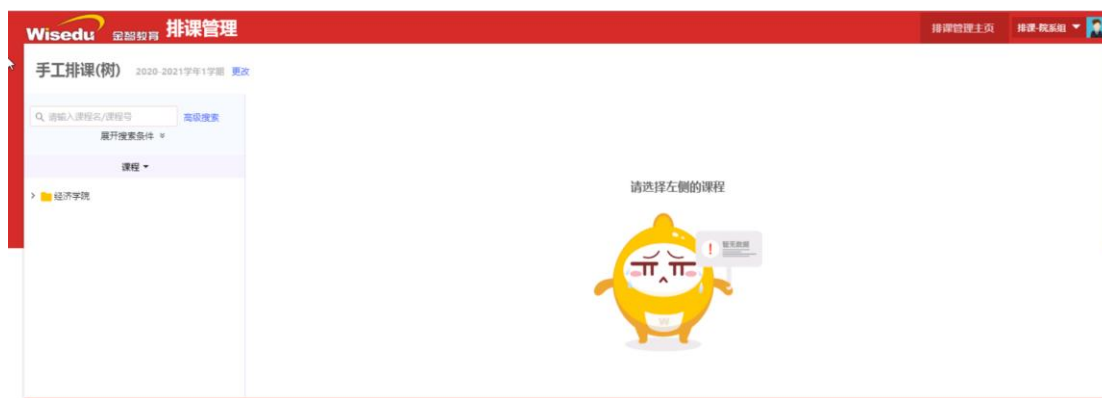 Wisedu 金智教育 排课管理
排课管理主页 排课-院系组
手工排课(树) 2020-2021学年1学期 更改
请输入课程名/课程号 高级搜索
展开搜索条件
课程
经济学院
请选择左侧的课程
暂无数据
W